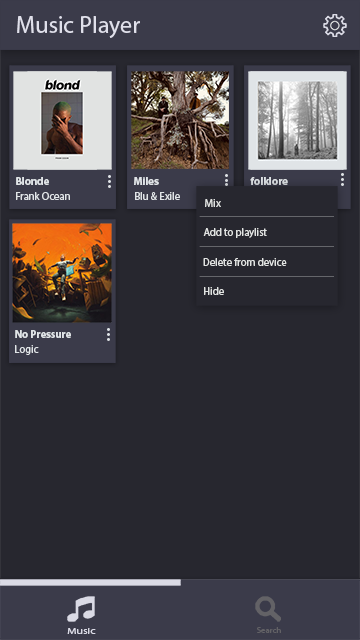 Music Player
blond
Blonde
Frank Ocean
Miles
Blu & Exile
folklore
Mix
Add to playlist
Delete from device
Hide
No Pressure
Logic
Music
Search